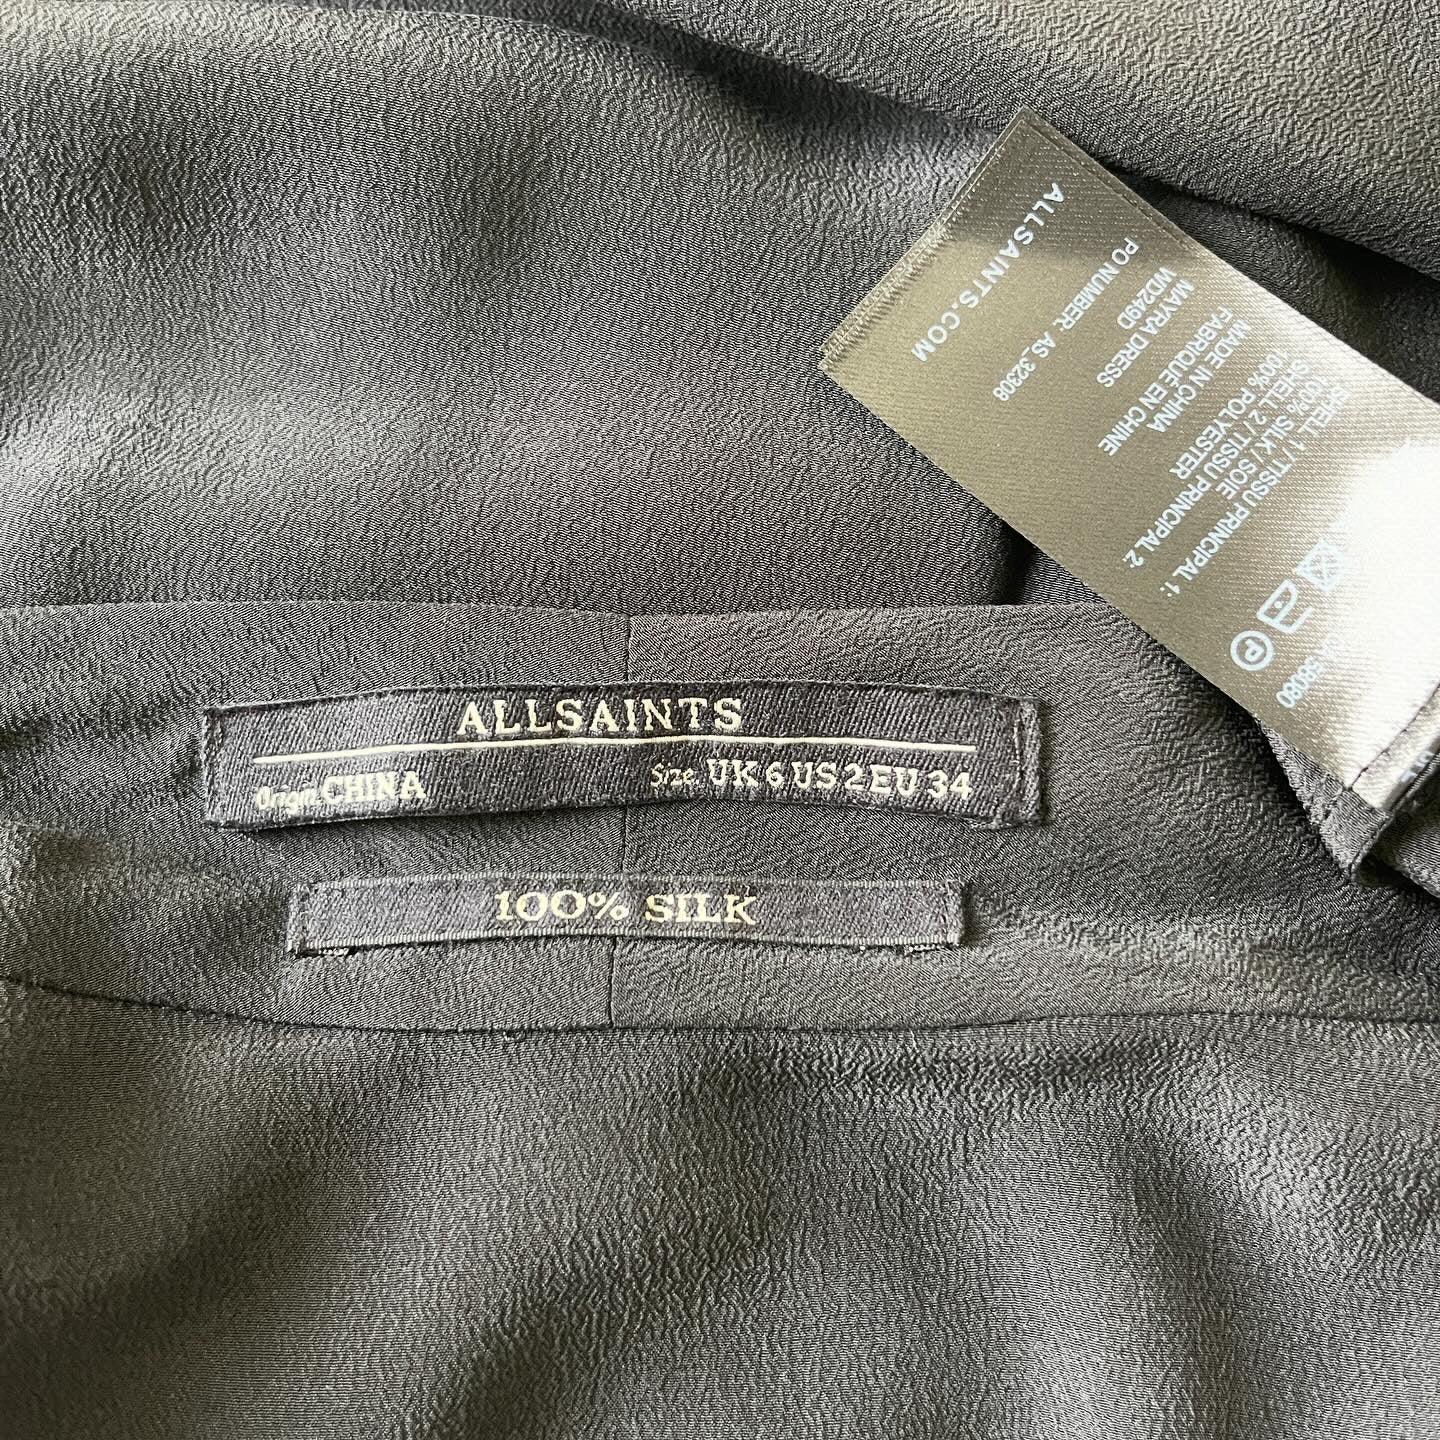 ALLSAINTS
Origin. CHINA Size. UK 6 US 2 EU 34
100% SILK
ALLSAINTS.COM
PO NUMBER: AS_32308
WD249D
MAYRA DRESS
MADE IN CHINA
FABRIQUE EN CHINE
SHELL 1 / TISSU PRINCIPAL 1:
100% SILK / SOIE
SHELL 2 / TISSU PRINCIPAL 2:
100% POLYESTER
P